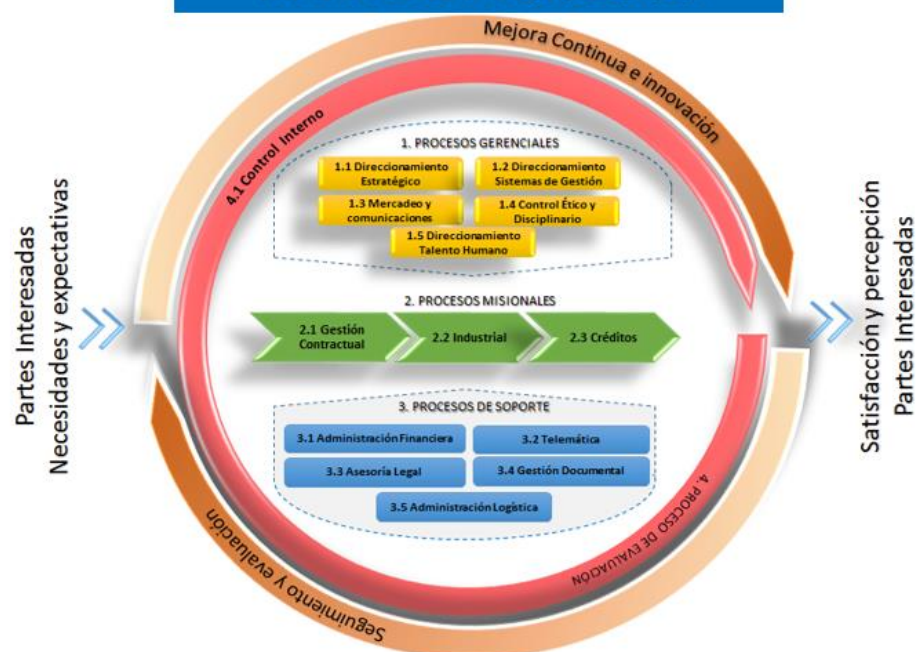 Mejora Continua e innovación
4.1 Control Interno
1. PROCESOS GERENCIALES
1.1 Direccionamiento
Estratégico
1.2 Direccionamiento
Sistemas de Gestión
1.3 Mercadeo y
comunicaciones
1.4 Control Ético y
Disciplinario
1.5 Direccionamiento
Talento Humano
Partes Interesadas
Necesidades y expectativas
2. PROCESOS MISIONALES
2.1 Gestión
Contractual
2.2 Industrial
2.3 Créditos
Satisfacción y percepción
Partes Interesadas
3. PROCESOS DE SOPORTE
3.1 Administración Financiera
3.2 Telemática
3.3 Asesoría Legal
3.4 Gestión Documental
3.5 Administración Logística
4. PROCESO DE EVALUACIÓN
Seguimiento y evaluación